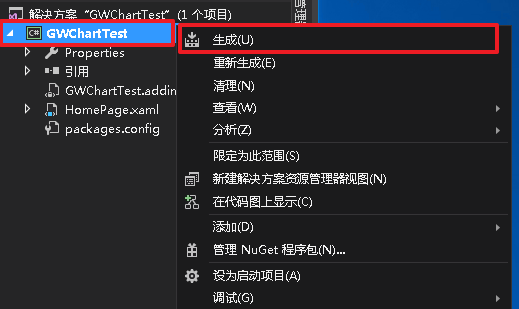 解决方案 "GWChartTest" (1 个项目)
GWChartTest
Properties
引用
GWChartTest.addin
HomePage.xaml
packages.config
生成(U)
重新生成(E)
清理(N)
查看(W)
分析(Z)
限定为此范围(S)
新建解决方案资源管理器视图(N)
在代码图上显示(C)
添加(D)
管理 NuGet 程序包(N)...
设为启动项目(A)
调试(G)